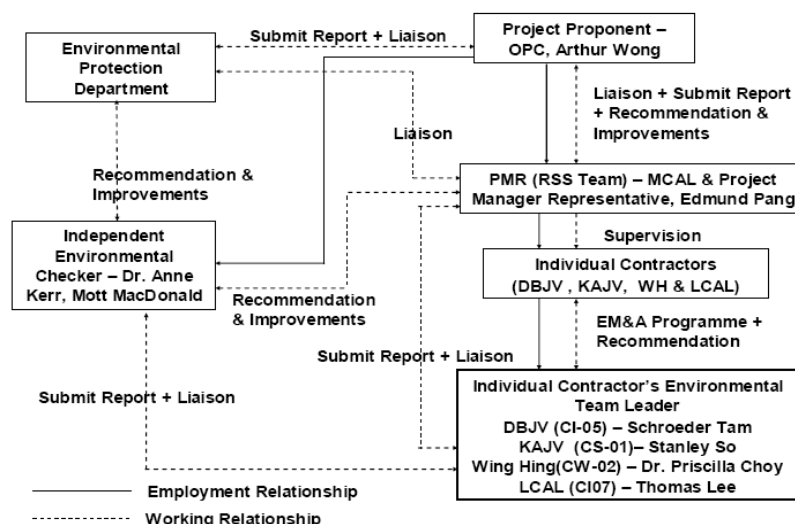 Submit Report + Liaison
Project Proponent –
OPC, Arthur Wong
Environmental
Protection
Department
Liaison
Liaison + Submit Report
+ Recommendation &
Improvements
Recommendation &
Improvements
PMR (RSS Team) – MCAL & Project
Manager Representative, Edmund Pang
Supervision
Independent
Environmental
Checker – Dr. Anne
Kerr, Mott MacDonald
Individual Contractors
(DBJV , KAJV, WH & LCAL)
Recommendation
& Improvements
EM&A Programme +
Recommendation
Submit Report + Liaison
Submit Report + Liaison
Individual Contractor's Environmental
Team Leader
DBJV (CI-05) – Schroeder Tam
KAJV (CS-01)– Stanley So
Wing Hing(CW-02) – Dr. Priscilla Choy
LCAL (CI07) – Thomas Lee
Employment Relationship
Working Relationship